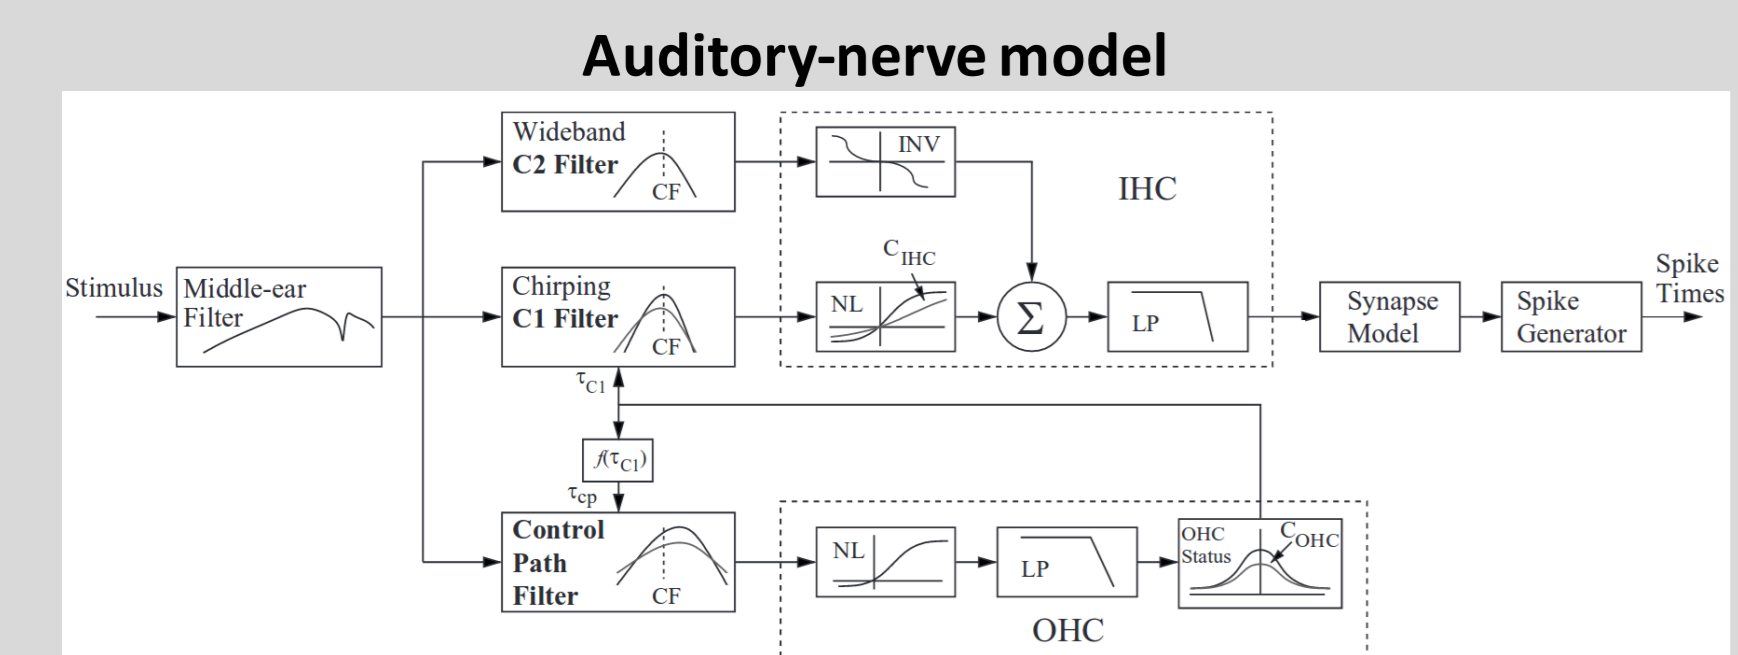 Auditory-nerve model
Wideband
C2 Filter
CF
INV
IHC
Stimulus
Middle-ear
Filter
Chirping
C1 Filter
CF
C_IHC
NL
Σ
LP
Synapse
Model
Spike
Generator
Spike
Times
τ_C1
f(τ_C1)
τ_cp
Control
Path
Filter
CF
NL
LP
OHC
Status
C_OHC
OHC